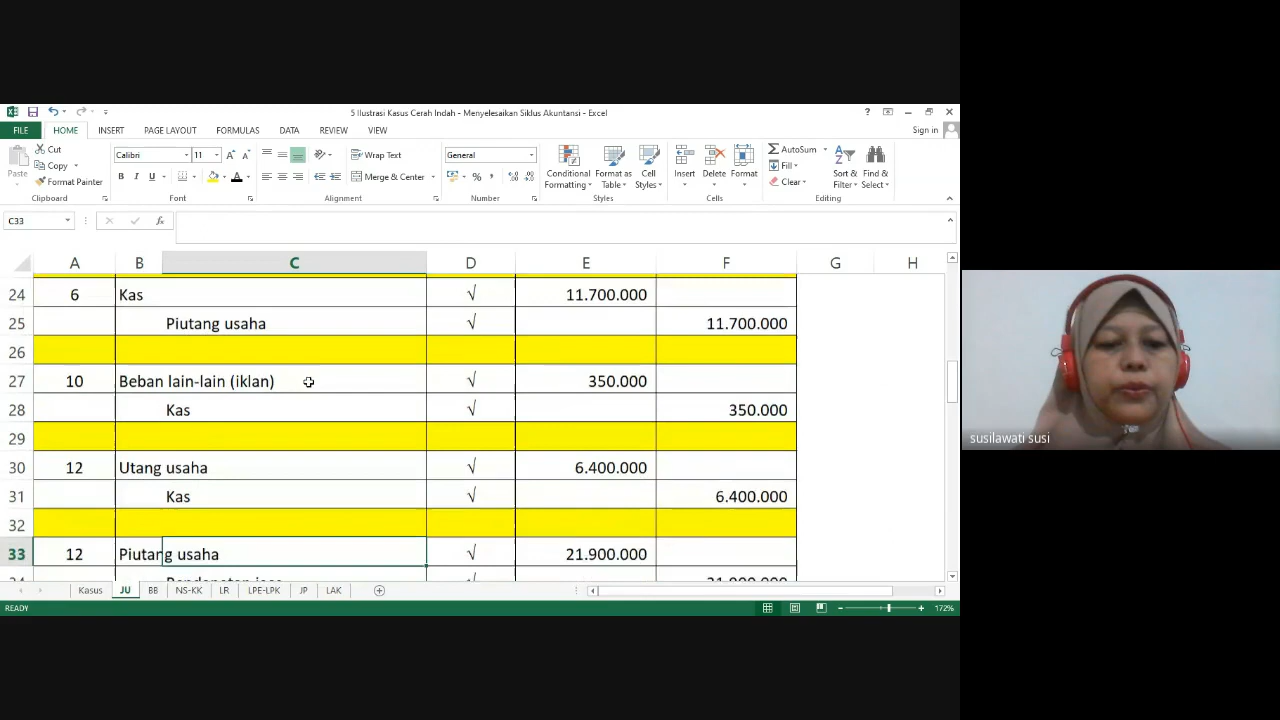 5 Ilustrasi Kasus Cerah Indah - Menyelesaikan Siklus Akuntansi - Excel
FILE HOME INSERT PAGE LAYOUT FORMULAS DATA REVIEW VIEW Sign in
Paste Cut Copy Format Painter Clipboard
Calibri 11 B I U A Font
Wrap Text Merge & Center Alignment
General % , Number
Conditional Formatting Format as Table Cell Styles Styles
Insert Delete Format Cells
AutoSum Fill Clear Sort & Filter Find & Select Editing
C33 fx
A B C D E F G H
24 6 Kas √ 11.700.000
25 Piutang usaha √ 11.700.000
26
27 10 Beban lain-lain (iklan) √ 350.000
28 Kas √ 350.000
29
30 12 Utang usaha √ 6.400.000
31 Kas √ 6.400.000
32
33 12 Piutang usaha √ 21.900.000
Kasus JU BB NS-KK LR LPE-LPK JP LAK
READY 172%
susilawati susi